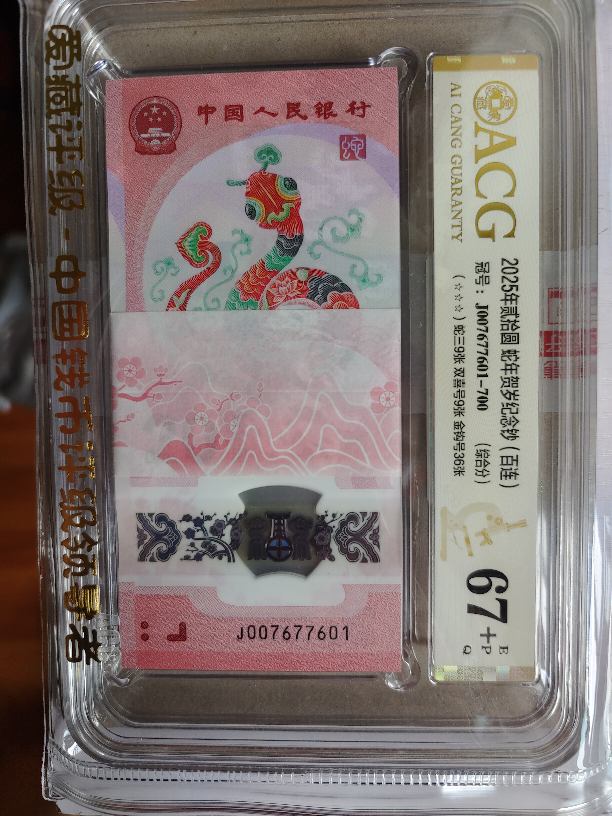 爱藏评级-中国钱币评级领导者
中国人民银行
蛇
J007677601
ACG
AI CANG GUARANTY
2025年贰拾圆 蛇年贺岁纪念钞（百连）
冠号：J007677601-700 （综合分）
（☆☆☆）蛇三9张 双喜号9张 金钩号36张
67+
E
P
Q